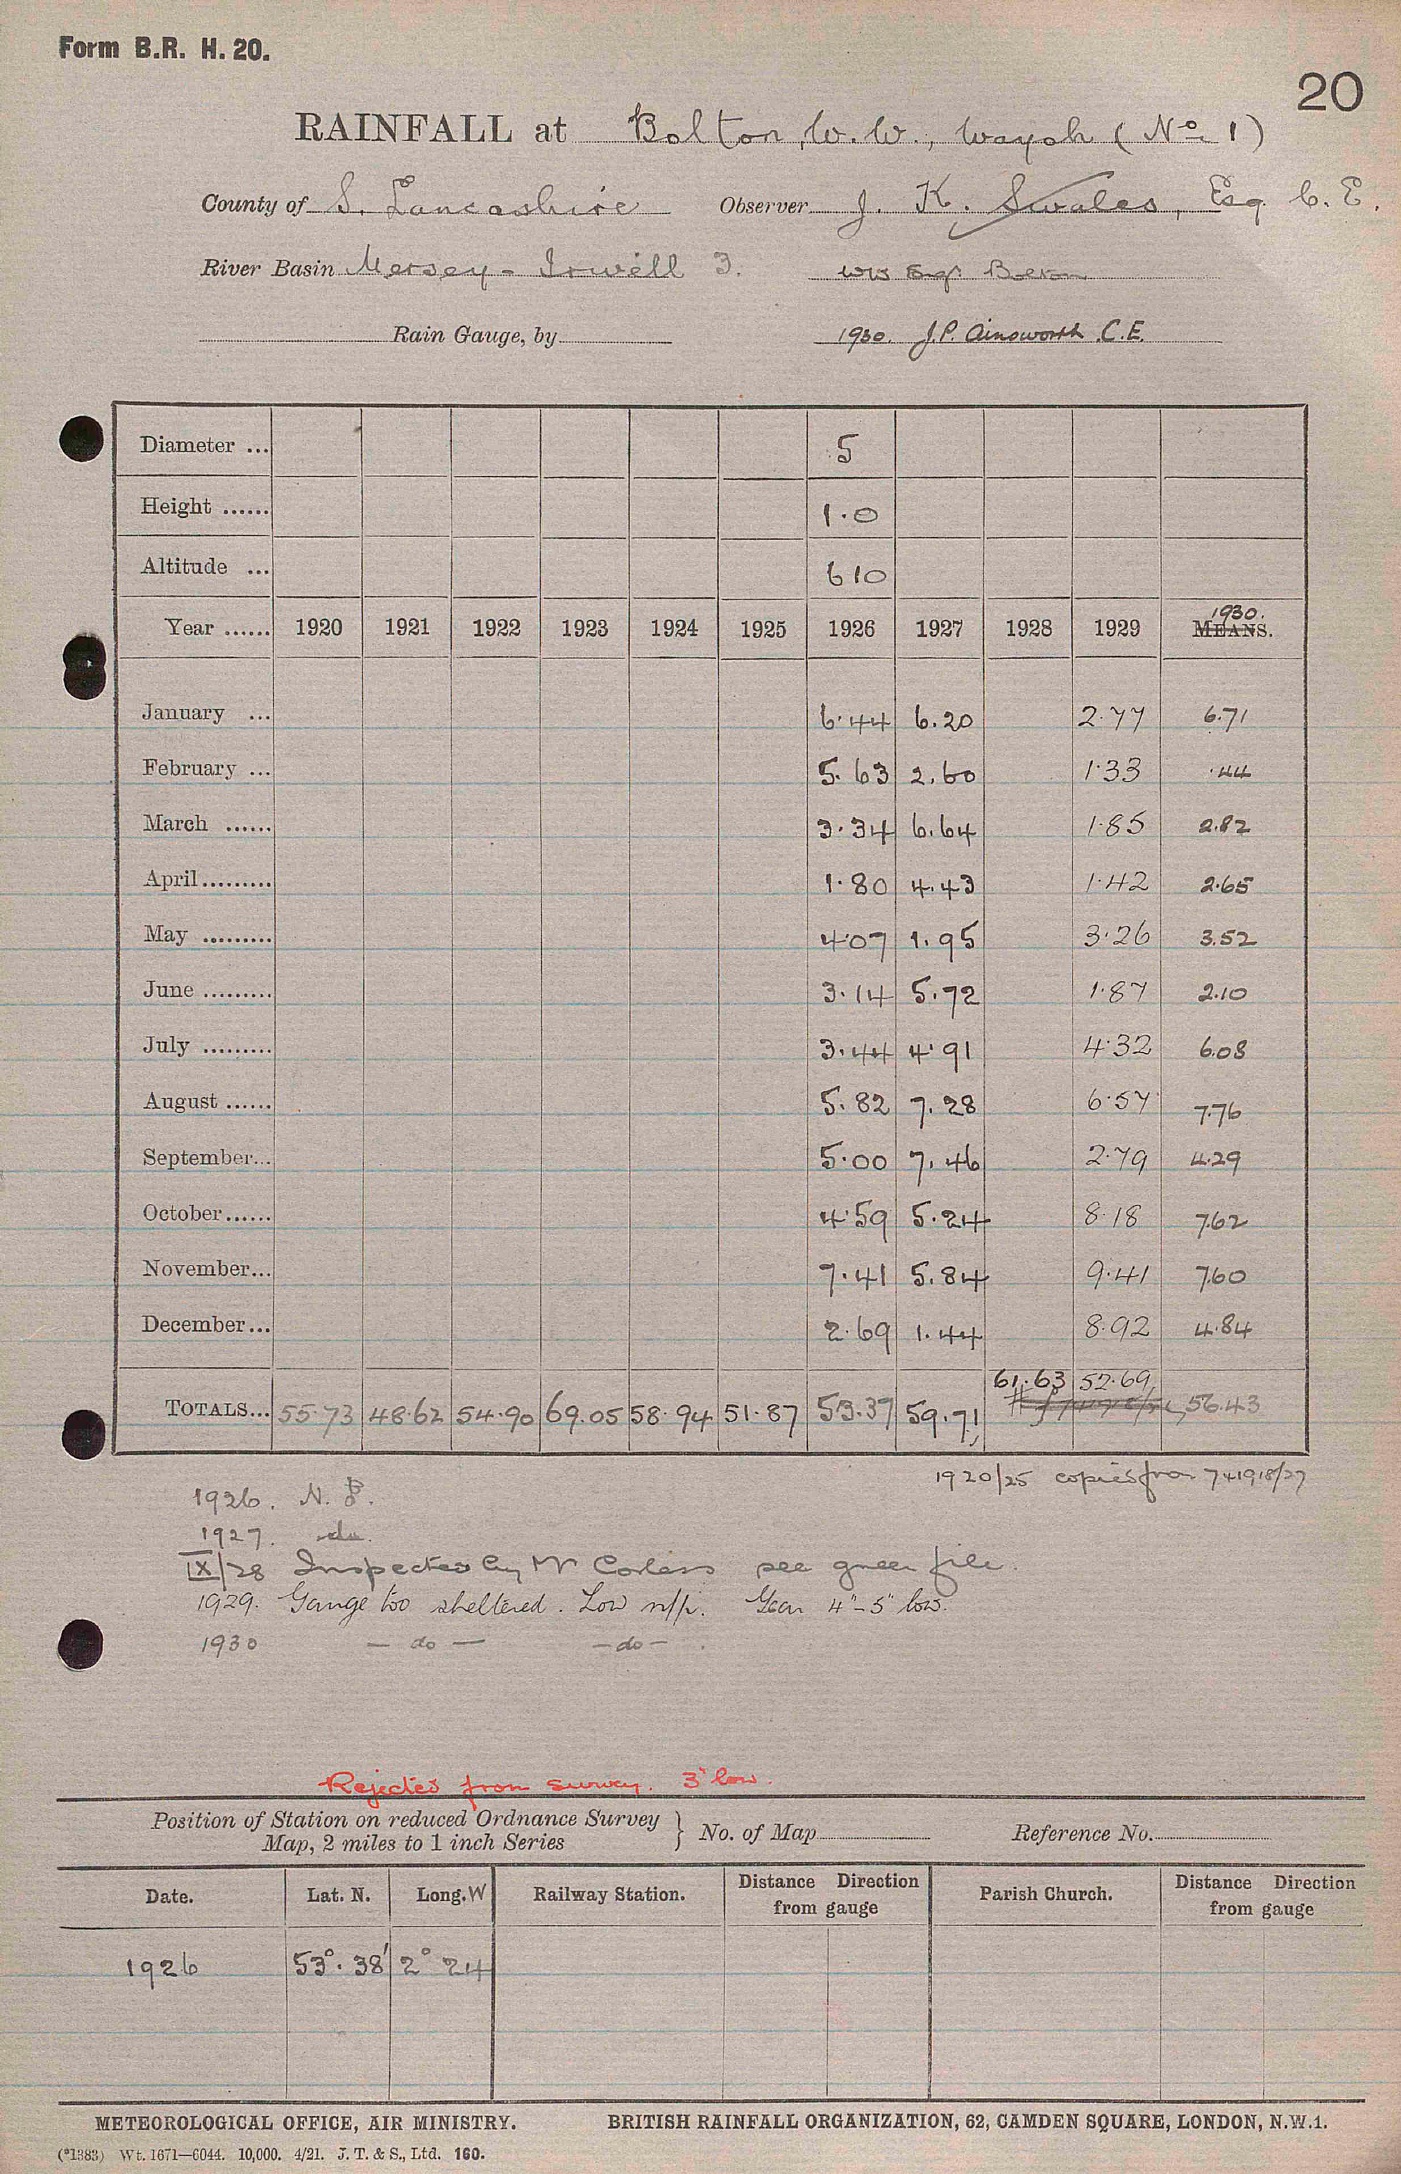 Form B.R. H. 20.
20
RAINFALL at Bolton, W. W., Wayoh (No. 1)
County of S. Lancashire Observer J. K. Swales, Esq. C. E.
River Basin Mersey - Irwell 3. WW Engr Bolton
Rain Gauge, by 1930. J.P. Ainsworth C.E.
Diameter ... 5
Height ...... 1.0
Altitude ... 610
Year ...... 1920 1921 1922 1923 1924 1925 1926 1927 1928 1929 1930. MEANS.
January ... 6.44 6.20 2.77 6.71
February ... 5.63 2.60 1.33 .44
March ...... 3.34 6.64 1.85 2.82
April ......... 1.80 4.43 1.42 2.65
May ......... 4.07 1.95 3.26 3.52
June ......... 3.14 5.72 1.87 2.10
July ......... 3.44 4.91 4.32 6.08
August ...... 5.82 7.28 6.57 7.76
September... 5.00 7.46 2.79 4.29
October...... 4.59 5.24 8.18 7.62
November... 7.41 5.84 9.41 7.60
December... 2.69 1.44 8.92 4.84
TOTALS... 55.73 48.62 54.90 69.05 58.94 51.87 53.37 59.71 61.63 52.69 56.43
1920/25 copied from 7+1918/27
1926. N.
1927. do.
IX/28 Inspected by Mr Corless see green file.
1929. Gauge too sheltered. Low n/p. Year 4"-5" low.
1930 - do - - do - .
Rejected from survey. 3" low.
Position of Station on reduced Ordnance Survey
Map, 2 miles to 1 inch Series } No. of Map Reference No.
Date. Lat. N. Long. W Railway Station. Distance Direction from gauge Parish Church. Distance Direction from gauge
1926 53°. 38' 2° 24
METEOROLOGICAL OFFICE, AIR MINISTRY. BRITISH RAINFALL ORGANIZATION, 62, CAMDEN SQUARE, LONDON, N.W.1.
(*1383) Wt. 1671—6044. 10,000. 4/21. J. T. & S., Ltd. 160.